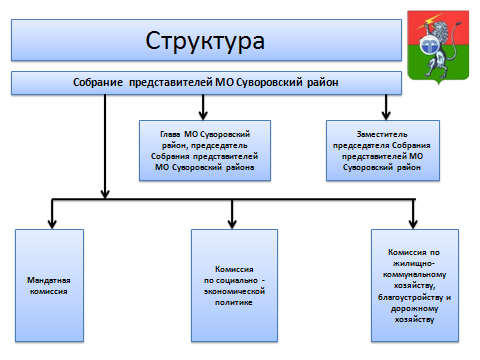 Структура
Собрание представителей МО Суворовский район
Глава МО Суворовский
район, председатель
Собрания представителей
МО Суворовский района
Заместитель
председателя Собрания
представителей МО
Суворовский район
Мандатная
комиссия
Комиссия
по социально -
экономической
политике
Комиссия по
жилищно-
коммунальному
хозяйству,
благоустройству и
дорожному
хозяйству